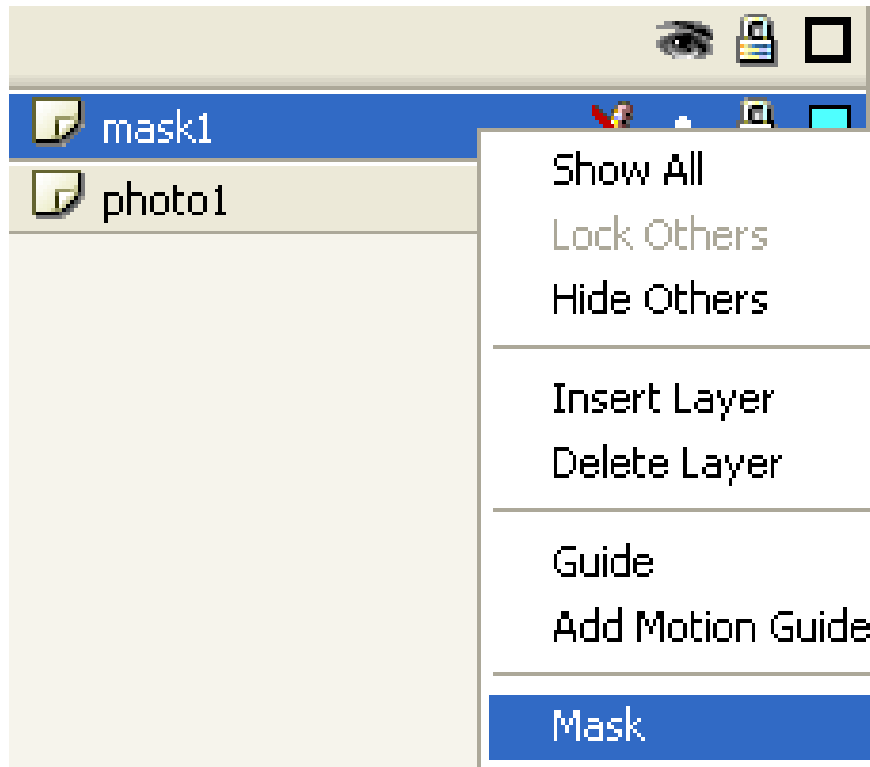 mask1
photo1
Show All
Lock Others
Hide Others
Insert Layer
Delete Layer
Guide
Add Motion Guide
Mask